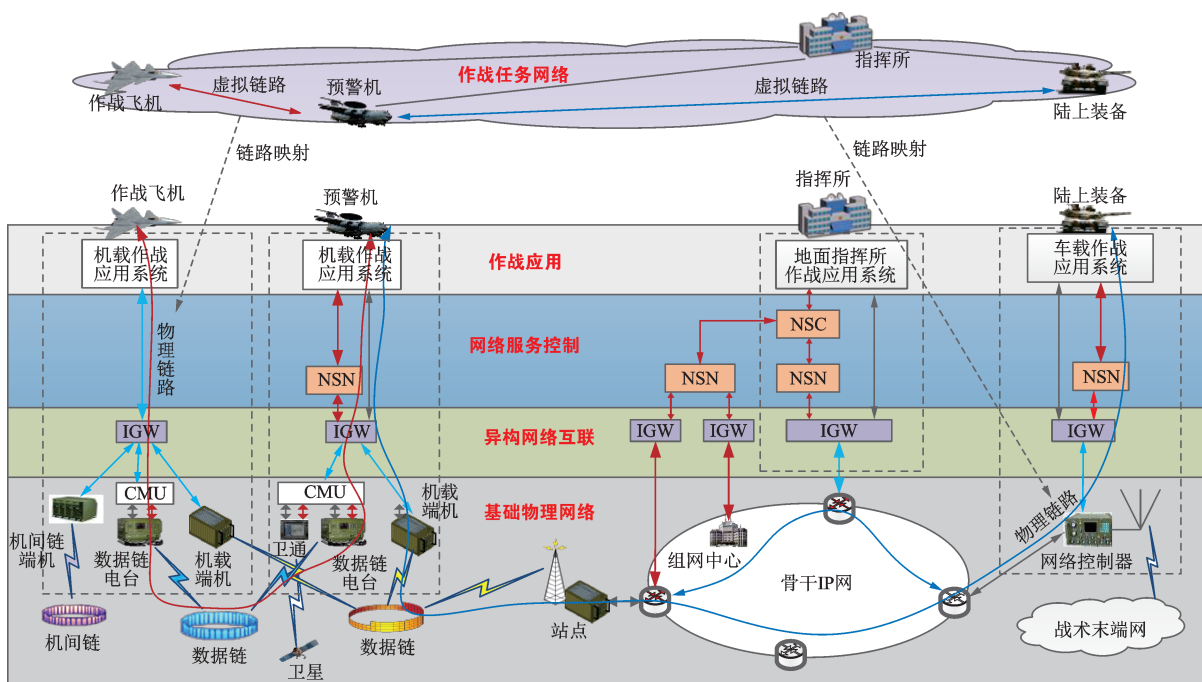 指挥所
作战任务网络
作战飞机
虚拟链路
预警机
虚拟链路
陆上装备
链路映射
链路映射
作战飞机
预警机
指挥所
陆上装备
机载作战
应用系统
机载作战
应用系统
作战应用
地面指挥所
作战应用系统
车载作战
应用系统
物理链路
网络服务控制
NSC
NSN
NSN
NSN
NSN
IGW
IGW
异构网络互联
IGW
IGW
IGW
IGW
CMU
CMU
机载
端机
基础物理网络
物理链路
机间链
端机
数据链
电台
机载
端机
卫通
数据链
电台
组网中心
网络控制器
骨干IP网
机间链
数据链
卫星
数据链
站点
战术末端网